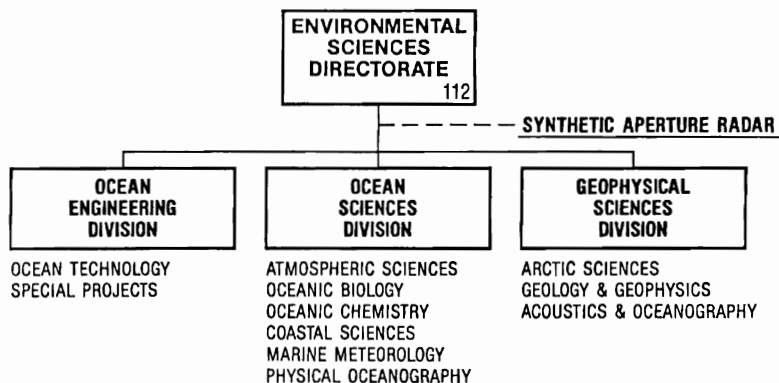 ENVIRONMENTAL
SCIENCES
DIRECTORATE
112
SYNTHETIC APERTURE RADAR
OCEAN
ENGINEERING
DIVISION
OCEAN TECHNOLOGY
SPECIAL PROJECTS
OCEAN
SCIENCES
DIVISION
ATMOSPHERIC SCIENCES
OCEANIC BIOLOGY
OCEANIC CHEMISTRY
COASTAL SCIENCES
MARINE METEOROLOGY
PHYSICAL OCEANOGRAPHY
GEOPHYSICAL
SCIENCES
DIVISION
ARCTIC SCIENCES
GEOLOGY & GEOPHYSICS
ACOUSTICS & OCEANOGRAPHY